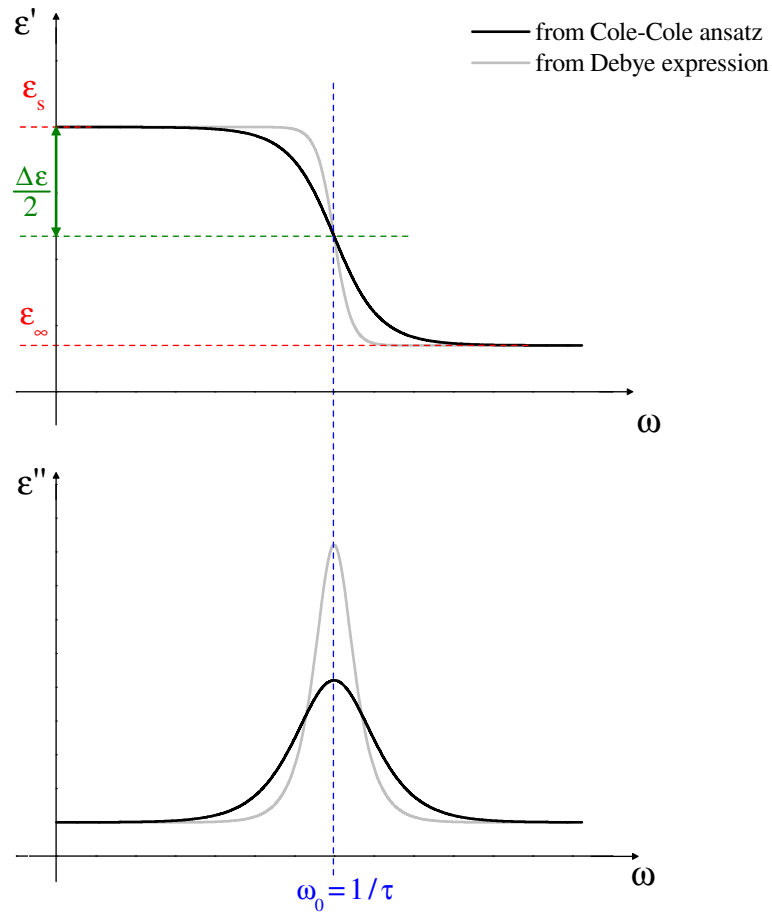 ε'
from Cole-Cole ansatz
from Debye expression
εs
Δε
2
ε∞
ω
ε''
ω
ω0 = 1/τ